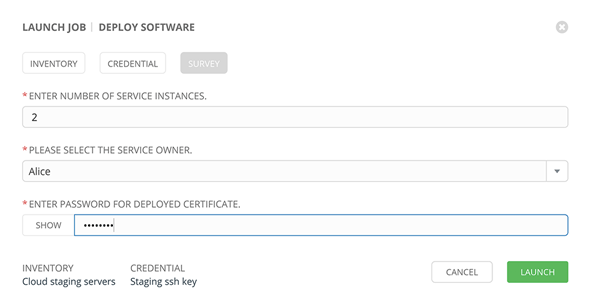 LAUNCH JOB | DEPLOY SOFTWARE
INVENTORY CREDENTIAL SURVEY
* ENTER NUMBER OF SERVICE INSTANCES.
2
* PLEASE SELECT THE SERVICE OWNER.
Alice
* ENTER PASSWORD FOR DEPLOYED CERTIFICATE.
SHOW ••••••••
INVENTORY CREDENTIAL
Cloud staging servers Staging ssh key
CANCEL LAUNCH